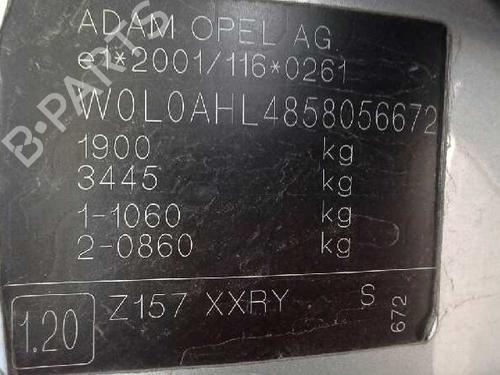 ADAM OPEL AG
e1*2001/116*0261
W0L0AHL4858056672
1900 kg
3445 kg
1-1060 kg
2-0860 kg
1.20 Z157 XXRY S
672
B-PARTS